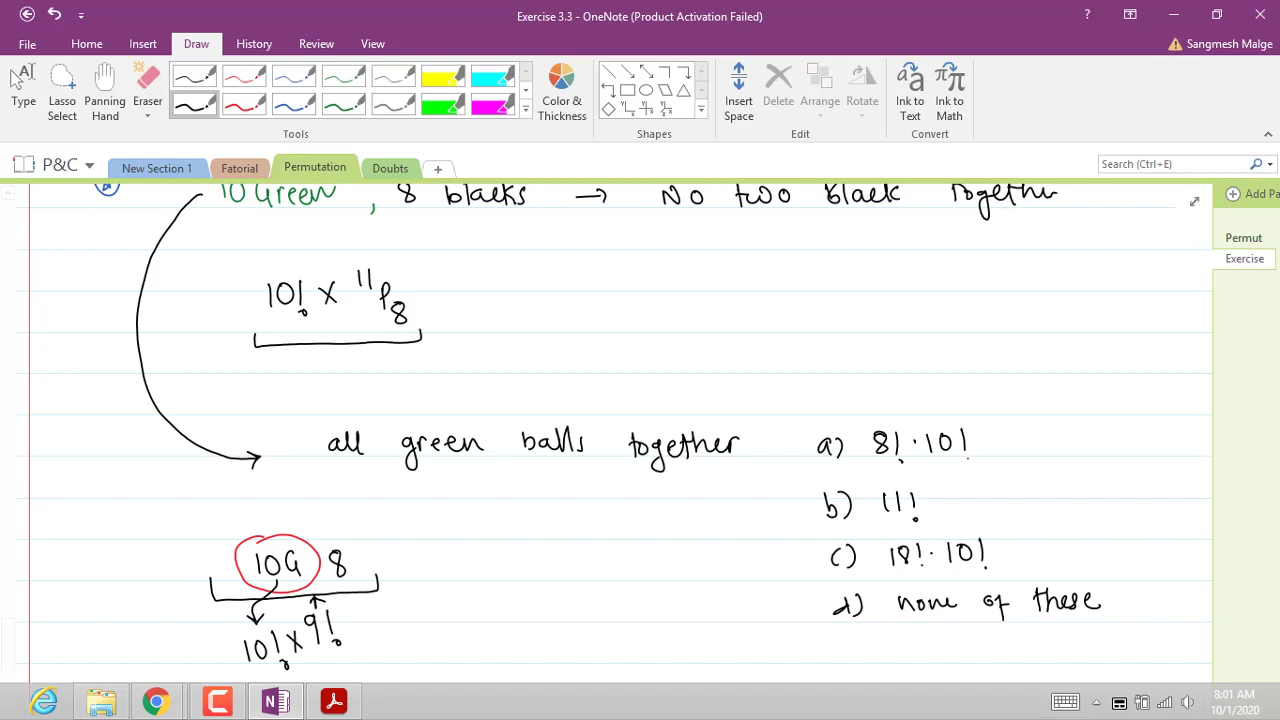 Exercise 3.3 - OneNote (Product Activation Failed)
?
File Home Insert Draw History Review View
Sangmesh Malge
Type
Lasso Select
Panning Hand
Eraser
Color & Thickness
Insert Space
Delete
Arrange
Rotate
Ink to Text
Ink to Math
Tools
Shapes
Edit
Convert
P&C
New Section 1
Fatorial
Permutation
Doubts
Search (Ctrl+E)
Add Pa
Permut
Exercise
10 Green , 8 blacks → No two black together
10! × ¹¹P₈
all green balls together
a) 8! · 10!
b) 11!
c) 18! · 10!
d) none of these
10G 8
10! × 9!
8:01 AM
10/1/2020